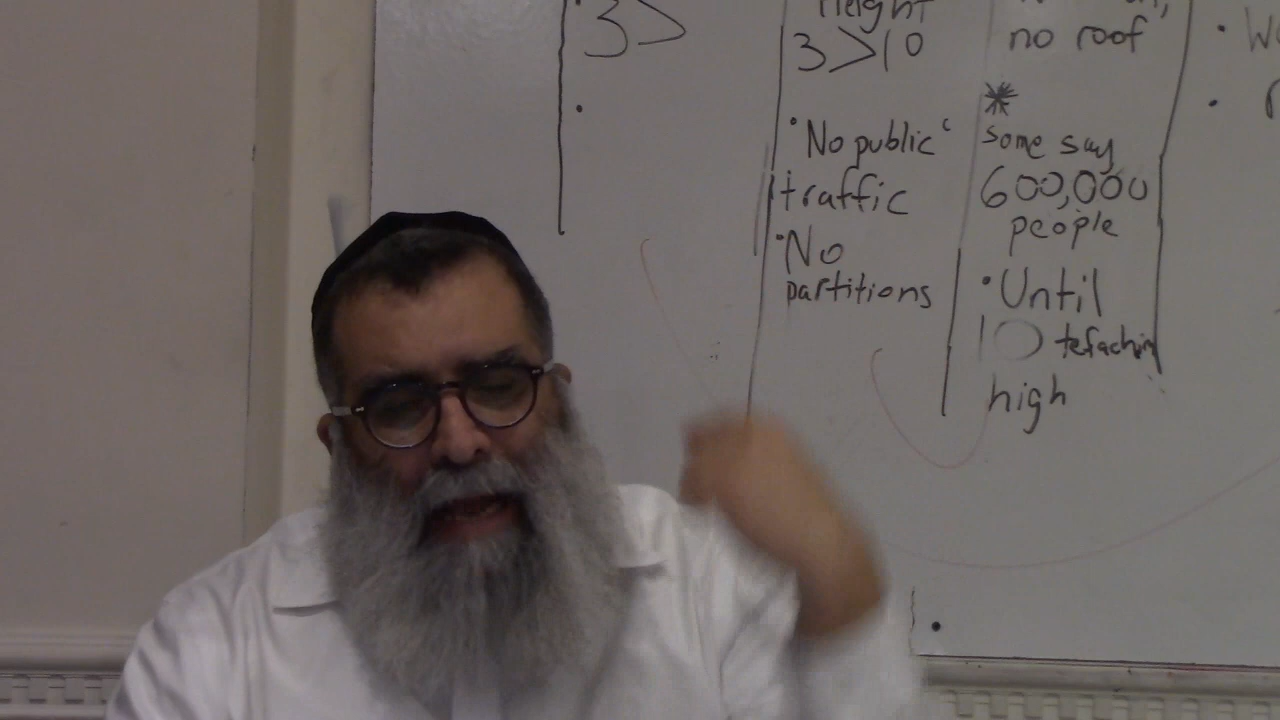 3>
Height
3>10
No public
traffic
No
partitions
no roof
*
some say
600,000
people
Until
10 tefachim
high